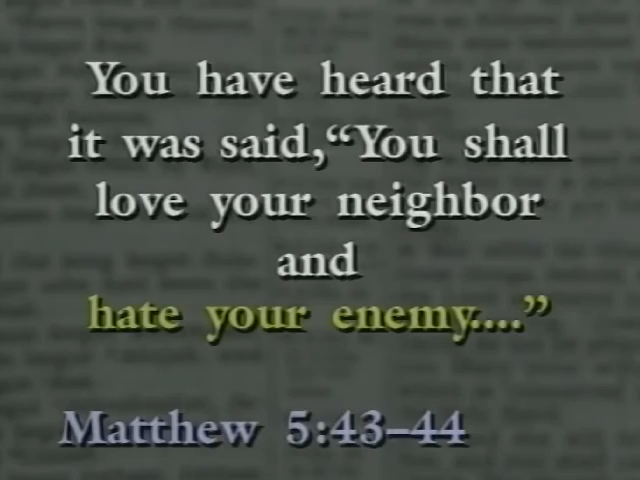 You have heard that
it was said,“You shall
love your neighbor
and
hate your enemy....”
Matthew 5:43–44